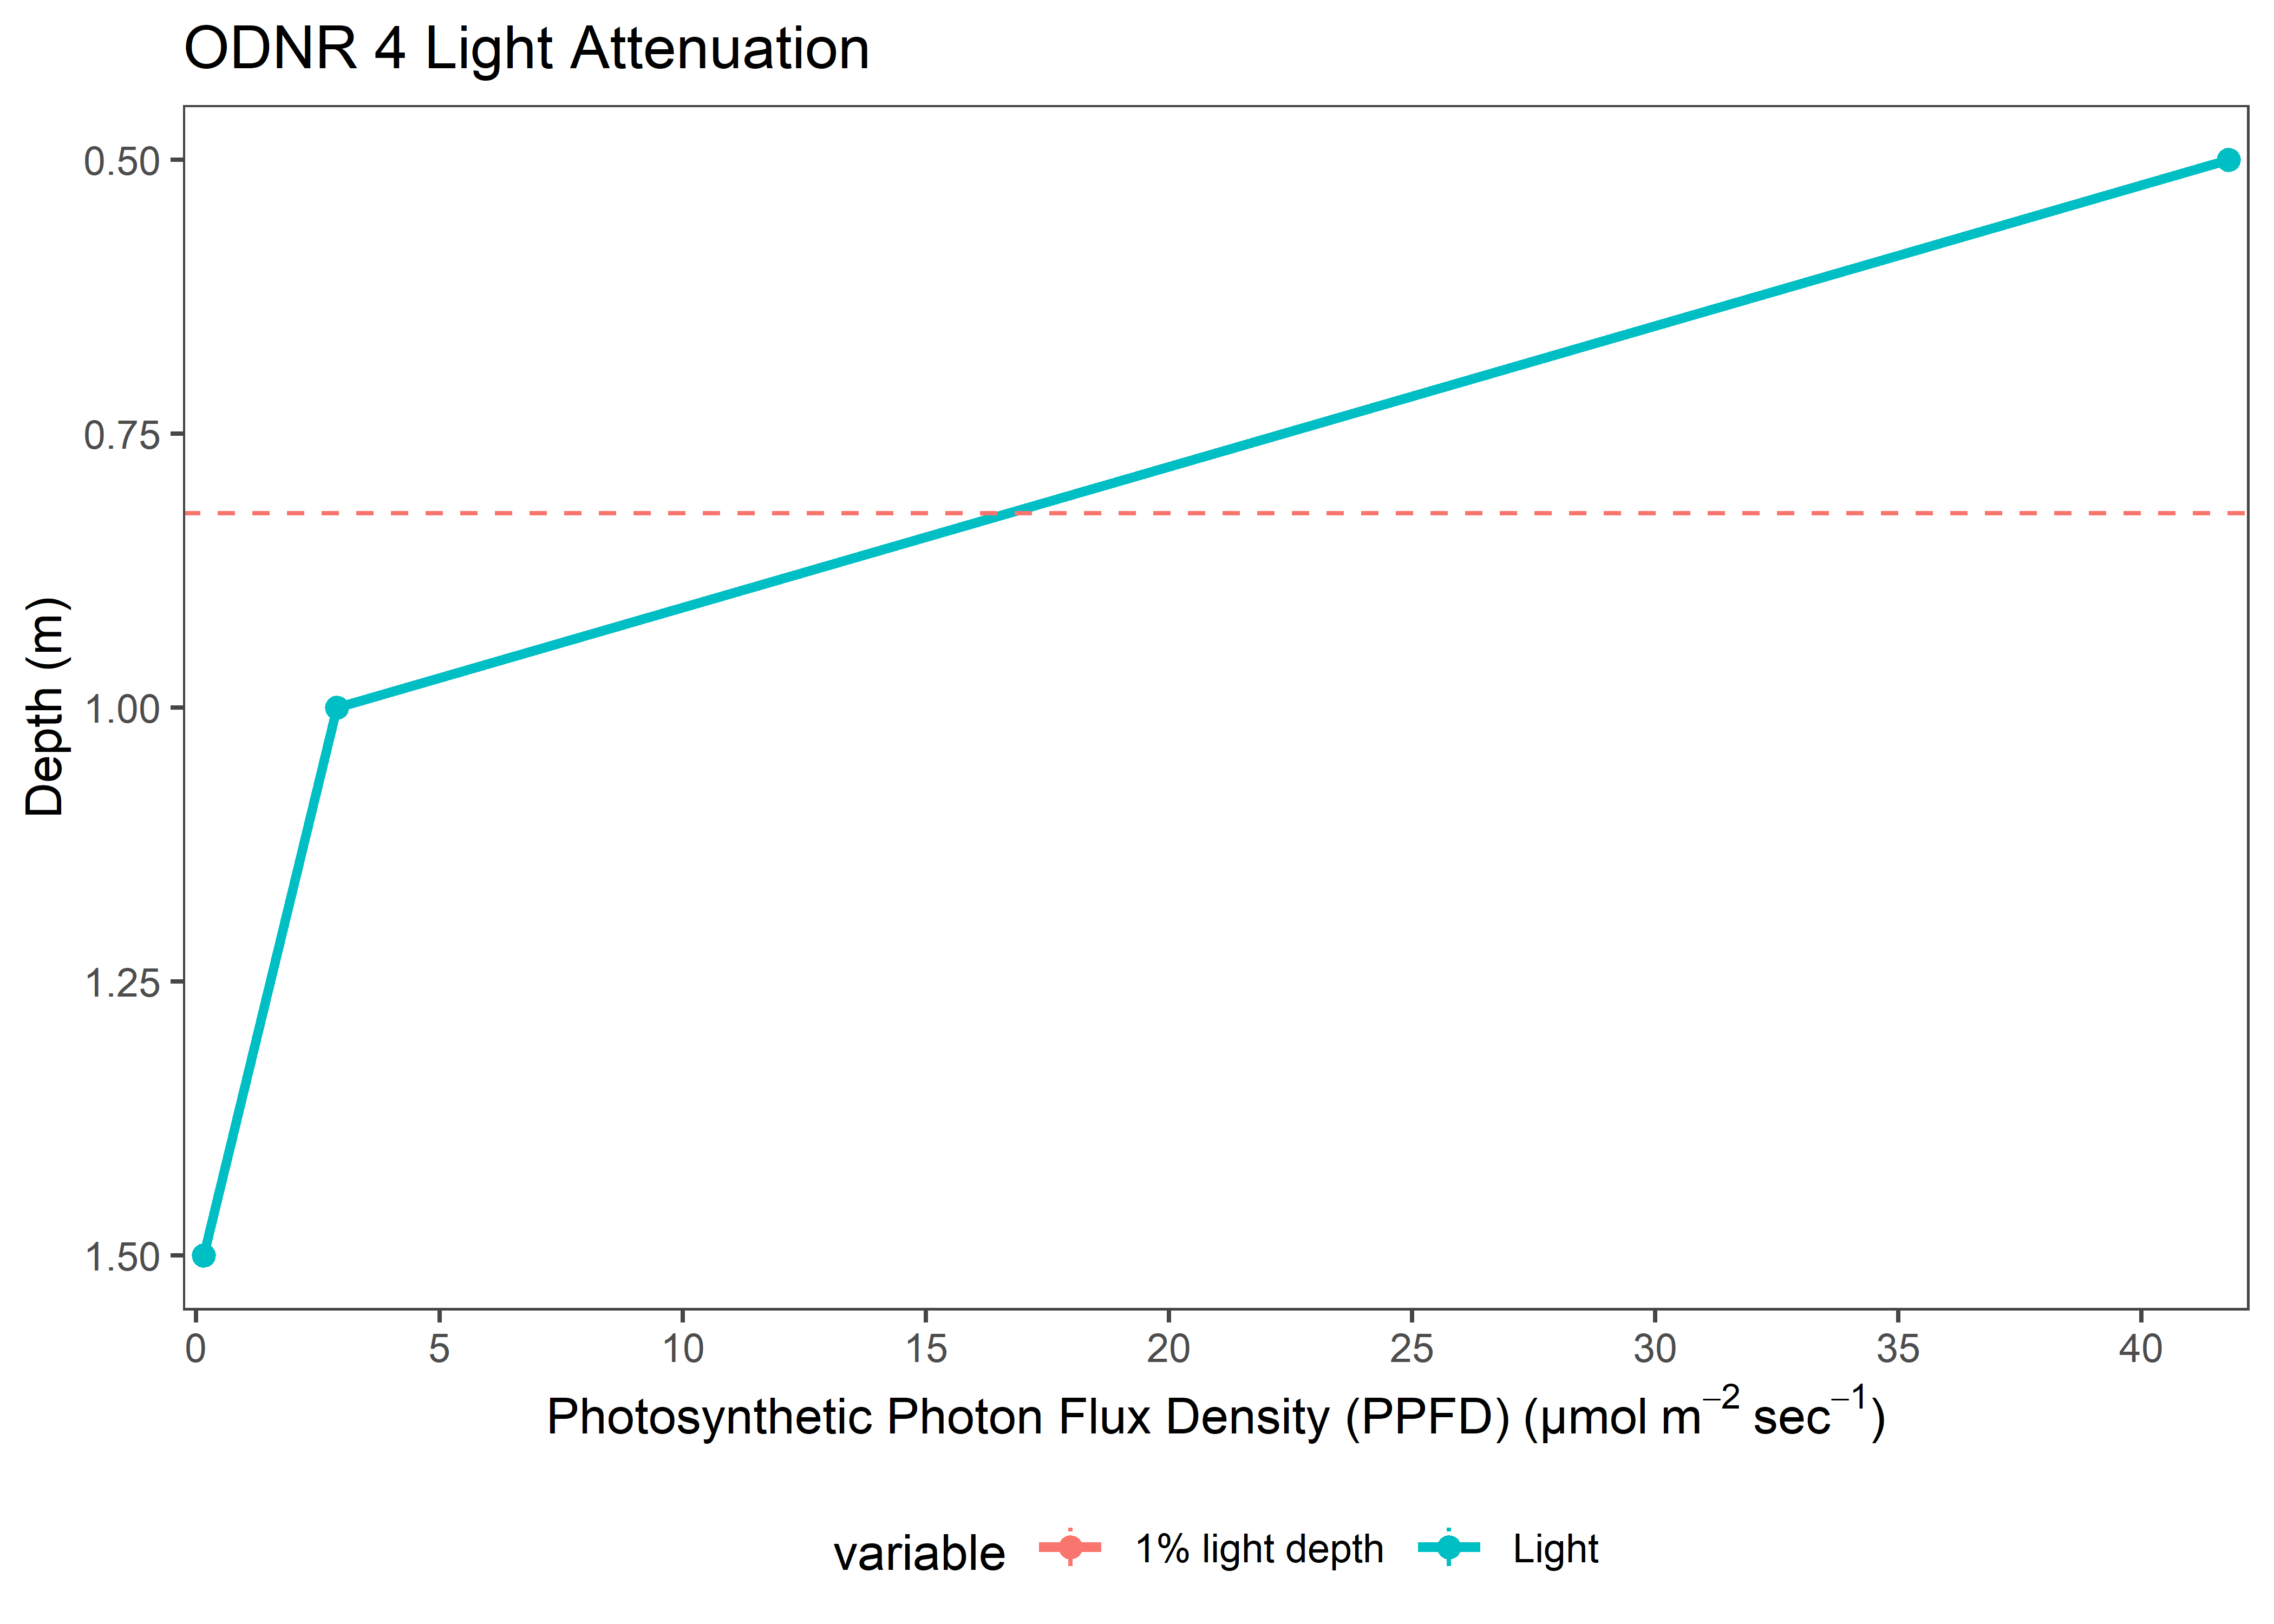 ODNR 4 Light Attenuation
Depth (m)
0.50
0.75
1.00
1.25
1.50
0 5 10 15 20 25 30 35 40
Photosynthetic Photon Flux Density (PPFD) (µmol m⁻² sec⁻¹)
variable 1% light depth Light